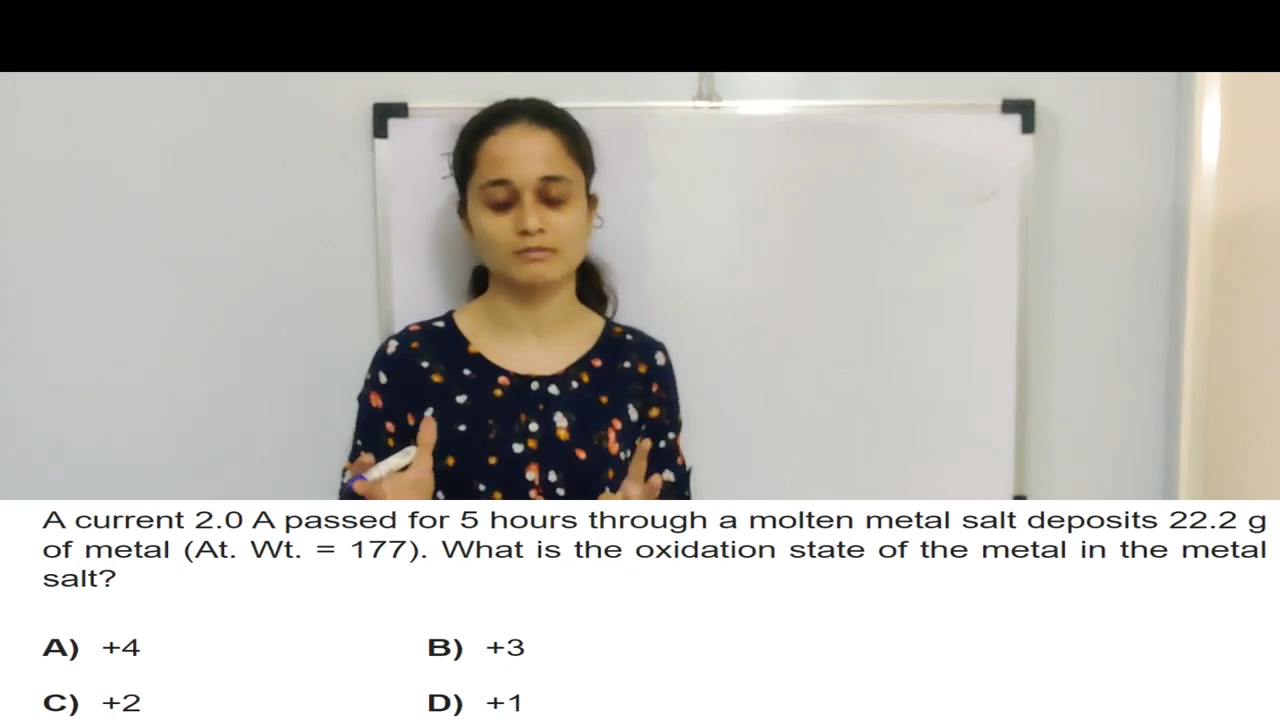 A current 2.0 A passed for 5 hours through a molten metal salt deposits 22.2 g
of metal (At. Wt. = 177). What is the oxidation state of the metal in the metal
salt?
A) +4 B) +3
C) +2 D) +1